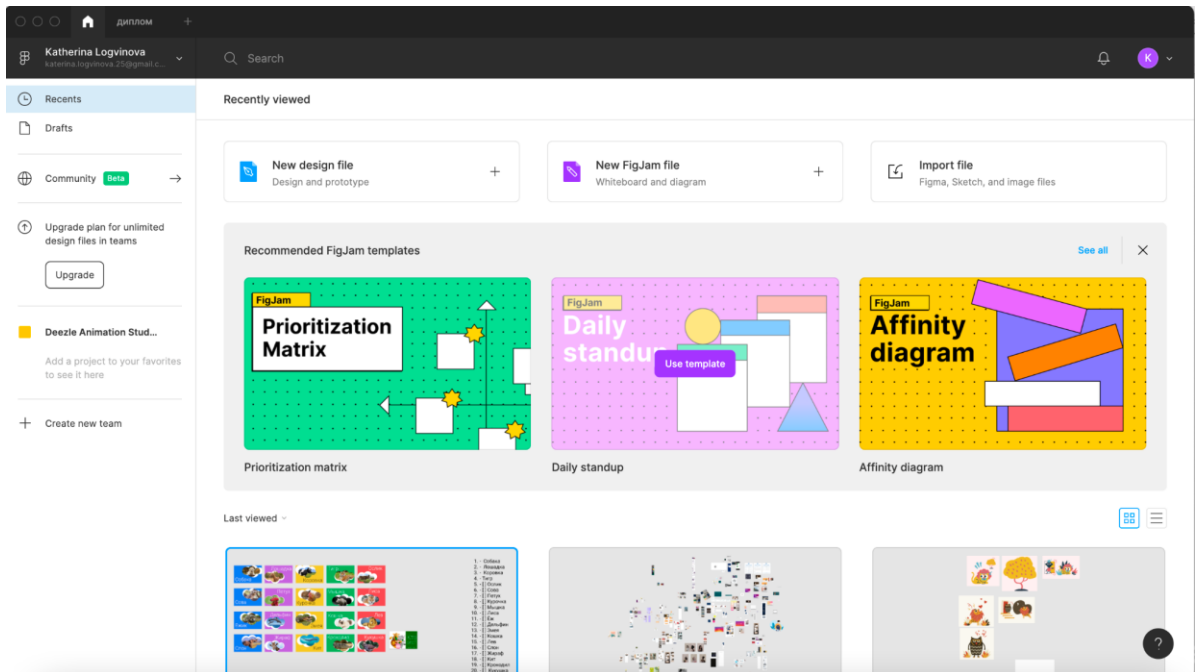 диплом
Katherina Logvinova
katerina.logvinova.25@gmail.c...
Search
K
Recents
Drafts
Community Beta
Upgrade plan for unlimited
design files in teams
Upgrade
Deezle Animation Stud...
Add a project to your favorites
to see it here
Create new team
Recently viewed
New design file
Design and prototype
New FigJam file
Whiteboard and diagram
Import file
Figma, Sketch, and image files
Recommended FigJam templates
See all
FigJam
Prioritization
Matrix
Prioritization matrix
FigJam
Daily
standup
Use template
Daily standup
FigJam
Affinity
diagram
Affinity diagram
Last viewed
?